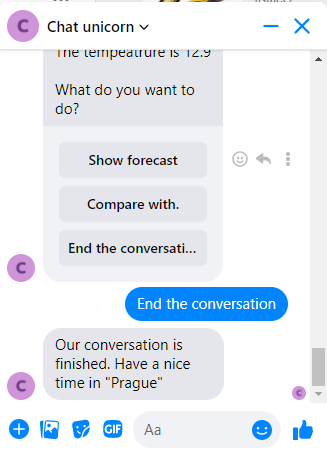 C Chat unicorn
The tempeatrure is 12.9
What do you want to
do?
Show forecast
Compare with.
End the conversati...
C
End the conversation
Our conversation is
finished. Have a nice
time in "Prague"
C
C
GIF
Aa